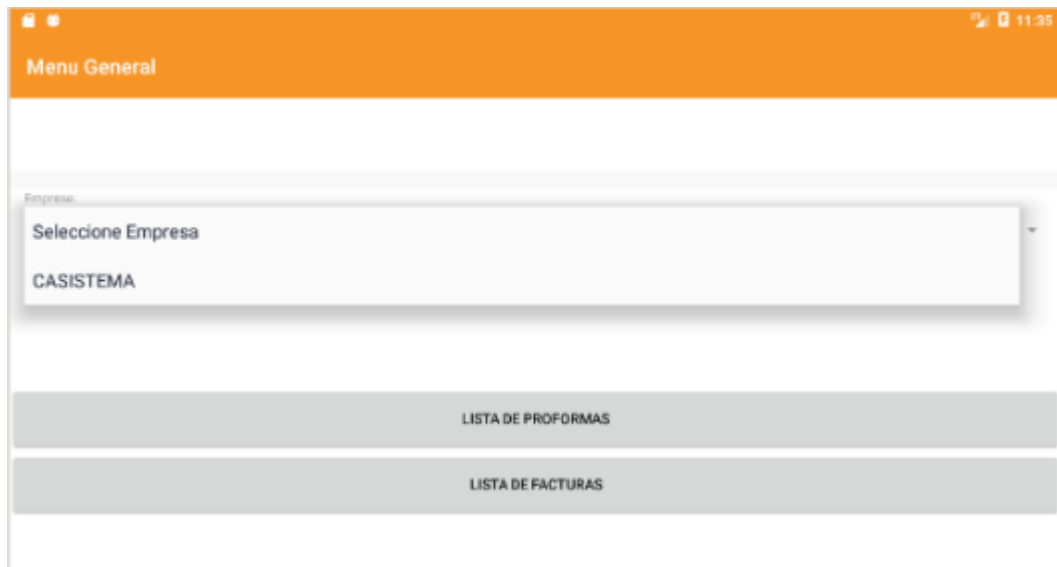 11:35
Menu General
Empresa:
Seleccione Empresa
CASISTEMA
LISTA DE PROFORMAS
LISTA DE FACTURAS